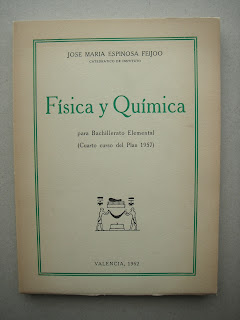 JOSE MARIA ESPINOSA FEIJOO
CATEDRATICO DE INSTITUTO
Física y Química
para Bachillerato Elemental
(Cuarto curso del Plan 1957)
VALENCIA, 1962